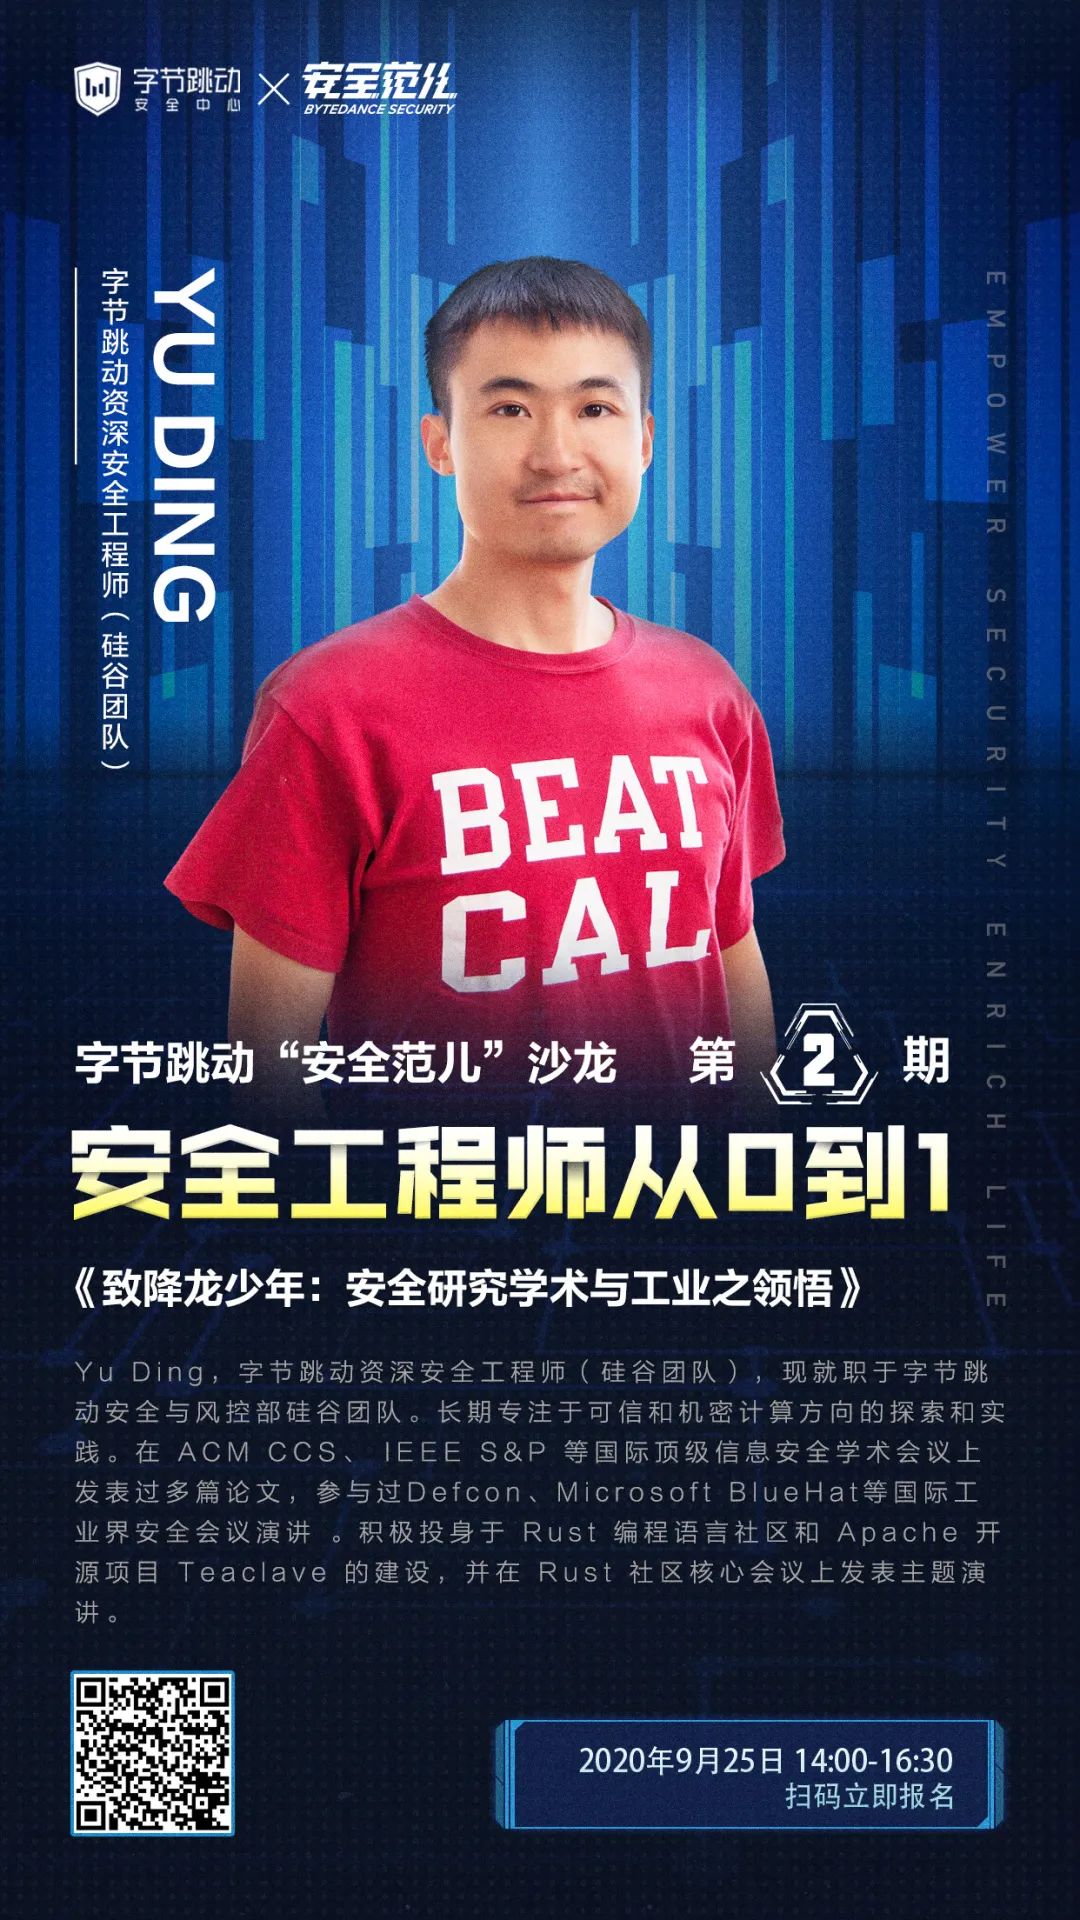 字节跳动
安全中心
安全范儿
BYTEDANCE SECURITY
YU DING
字节跳动资深安全工程师（硅谷团队）
EMPOWER SECURITY ENRICH LIFE
BEAT
CAL
字节跳动“安全范儿”沙龙 第 2 期
安全工程师从0到1
《致降龙少年：安全研究学术与工业之领悟》
Yu Ding，字节跳动资深安全工程师（硅谷团队），现就职于字节跳
动安全与风控部硅谷团队。长期专注于可信和机密计算方向的探索和实
践。在 ACM CCS、 IEEE S&P 等国际顶级信息安全学术会议上
发表过多篇论文，参与过Defcon、Microsoft BlueHat等国际工
业界安全会议演讲 。积极投身于 Rust 编程语言社区和 Apache 开
源项目 Teaclave 的建设，并在 Rust 社区核心会议上发表主题演
讲。
2020年9月25日 14:00-16:30
扫码立即报名